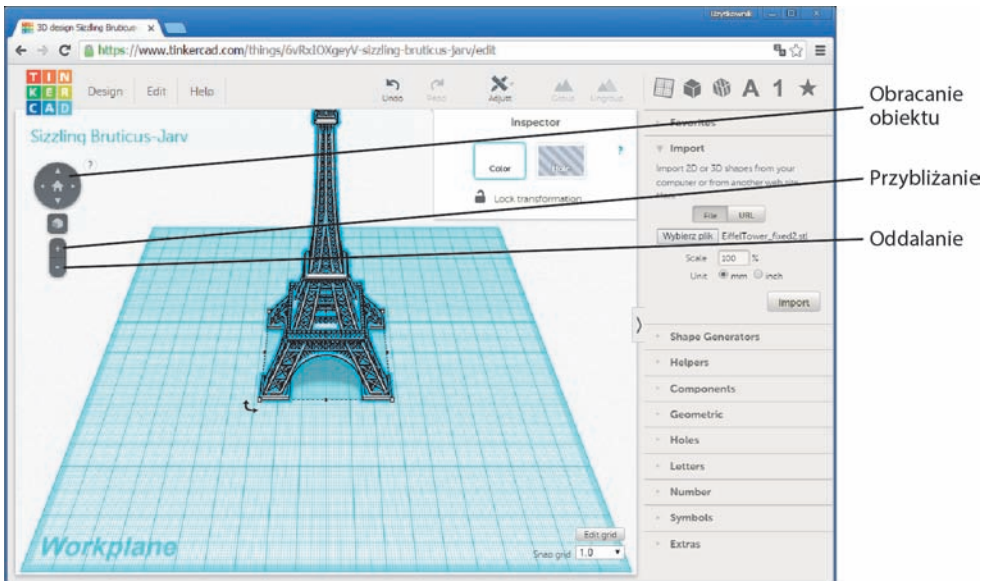 Użytkownik
3D design Sizzling Bruticus-
https://www.tinkercad.com/things/6vRx1OXgeyV-sizzling-bruticus-jarv/edit
TIN
KER
CAD
Design Edit Help
Undo Redo Adjust Group Ungroup
A 1
Sizzling Bruticus-Jarv
?
Inspector
Color Hole
?
Lock transformation
Favorites
Import
Import 2D or 3D shapes from your
computer or from another web site.
File URL
Wybierz plik EiffelTower_fixed2.stl
Scale 100 %
Unit mm inch
Import
Shape Generators
Helpers
Components
Geometric
Holes
Letters
Number
Symbols
Extras
+
-
Workplane
Edit grid
Snap grid 1.0
Obracanie
obiektu
Przybliżanie
Oddalanie